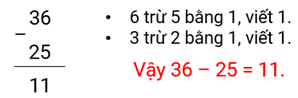 36
–
25
11
• 6 trừ 5 bằng 1, viết 1.
• 3 trừ 2 bằng 1, viết 1.
Vậy 36 – 25 = 11.